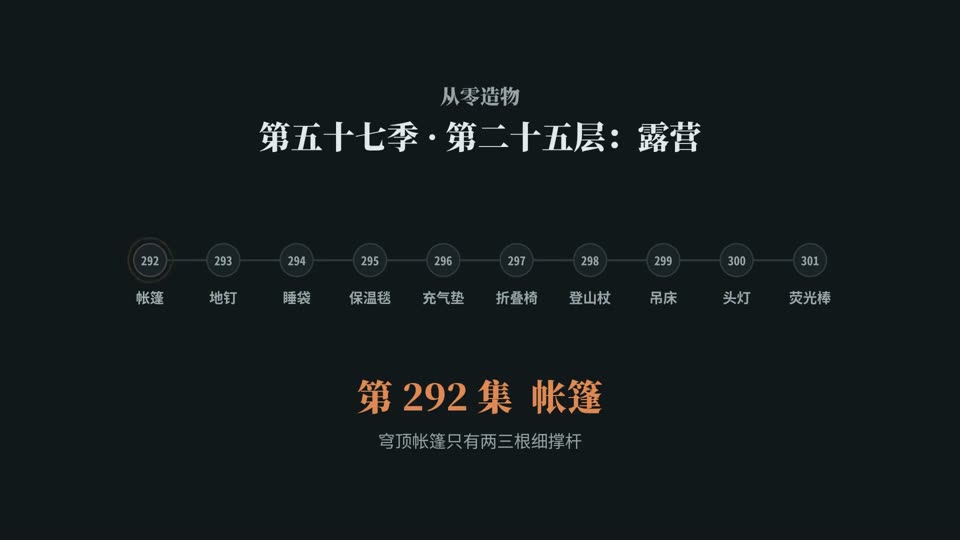 从零造物
第五十七季 · 第二十五层：露营
292 293 294 295 296 297 298 299 300 301
帐篷 地钉 睡袋 保温毯 充气垫 折叠椅 登山杖 吊床 头灯 荧光棒
第 292 集 帐篷
穹顶帐篷只有两三根细撑杆